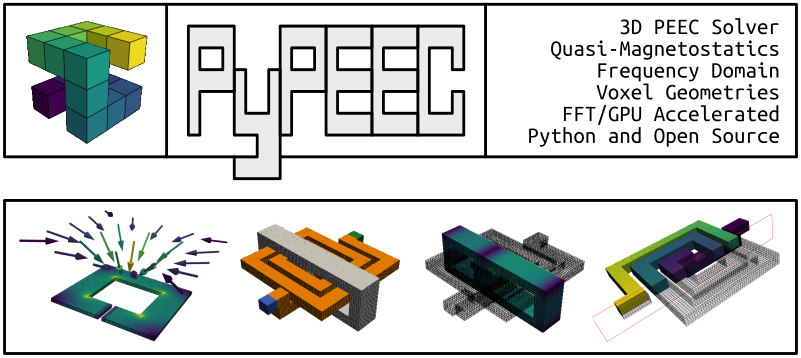 PyPEEC
3D PEEC Solver
Quasi-Magnetostatics
Frequency Domain
Voxel Geometries
FFT/GPU Accelerated
Python and Open Source